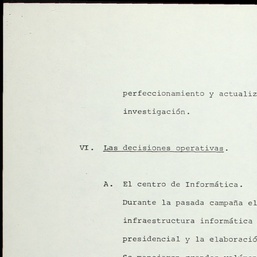 perfeccionamiento y actualiz
investigación.
VI. Las decisiones operativas.
A. El centro de Informática.
Durante la pasada campaña el
infraestructura informática
presidencial y la elaboració